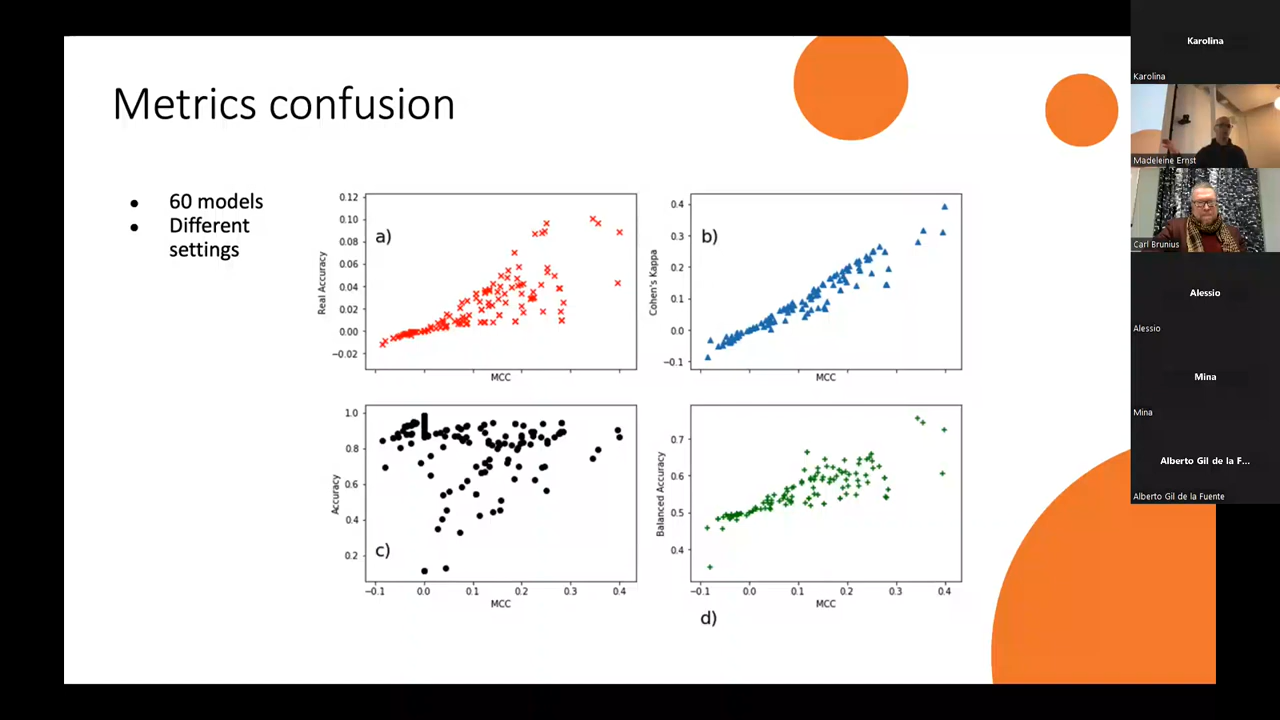 Metrics confusion
● 60 models
● Different
settings
a)
Real Accuracy
0.12
0.10
0.08
0.06
0.04
0.02
0.00
−0.02
MCC
b)
Cohen's Kappa
0.4
0.3
0.2
0.1
0.0
−0.1
MCC
c)
Accuracy
1.0
0.8
0.6
0.4
0.2
−0.1 0.0 0.1 0.2 0.3 0.4
MCC
Balanced Accuracy
0.7
0.6
0.5
0.4
−0.1 0.0 0.1 0.2 0.3 0.4
MCC
d)
Karolina
Karolina
Madeleine Ernst
Carl Brunius
Alessio
Alessio
Mina
Mina
Alberto Gil de la F...
Alberto Gil de la Fuente